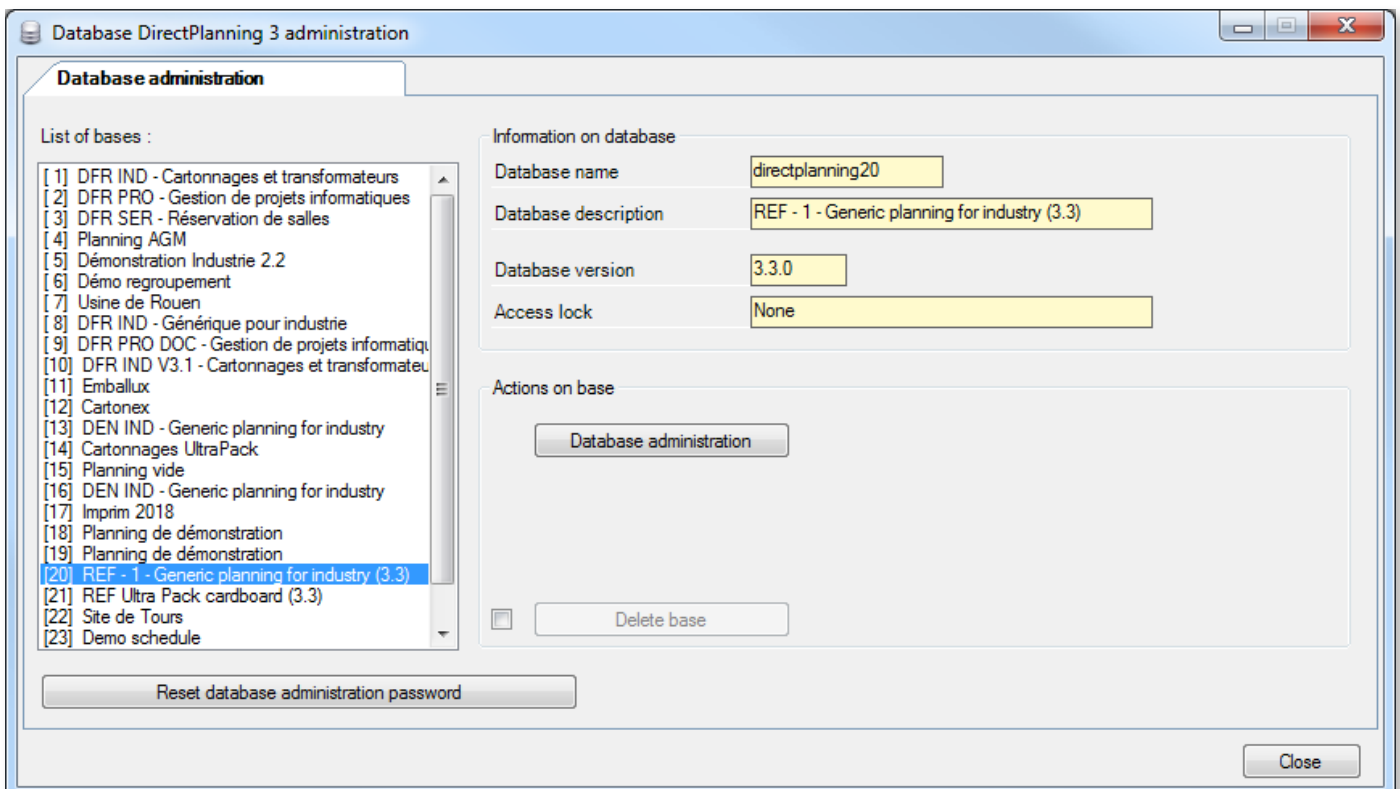 Database DirectPlanning 3 administration
Database administration
List of bases :
[ 1] DFR IND - Cartonnages et transformateurs
[ 2] DFR PRO - Gestion de projets informatiques
[ 3] DFR SER - Réservation de salles
[ 4] Planning AGM
[ 5] Démonstration Industrie 2.2
[ 6] Démo regroupement
[ 7] Usine de Rouen
[ 8] DFR IND - Générique pour industrie
[ 9] DFR PRO DOC - Gestion de projets informatiqu
[10] DFR IND V3.1 - Cartonnages et transformateu
[11] Emballux
[12] Cartonex
[13] DEN IND - Generic planning for industry
[14] Cartonnages UltraPack
[15] Planning vide
[16] DEN IND - Generic planning for industry
[17] Imprim 2018
[18] Planning de démonstration
[19] Planning de démonstration
[20] REF - 1 - Generic planning for industry (3.3)
[21] REF Ultra Pack cardboard (3.3)
[22] Site de Tours
[23] Demo schedule
Reset database administration password
Information on database
Database name directplanning20
Database description REF - 1 - Generic planning for industry (3.3)
Database version 3.3.0
Access lock None
Actions on base
Database administration
Delete base
Close